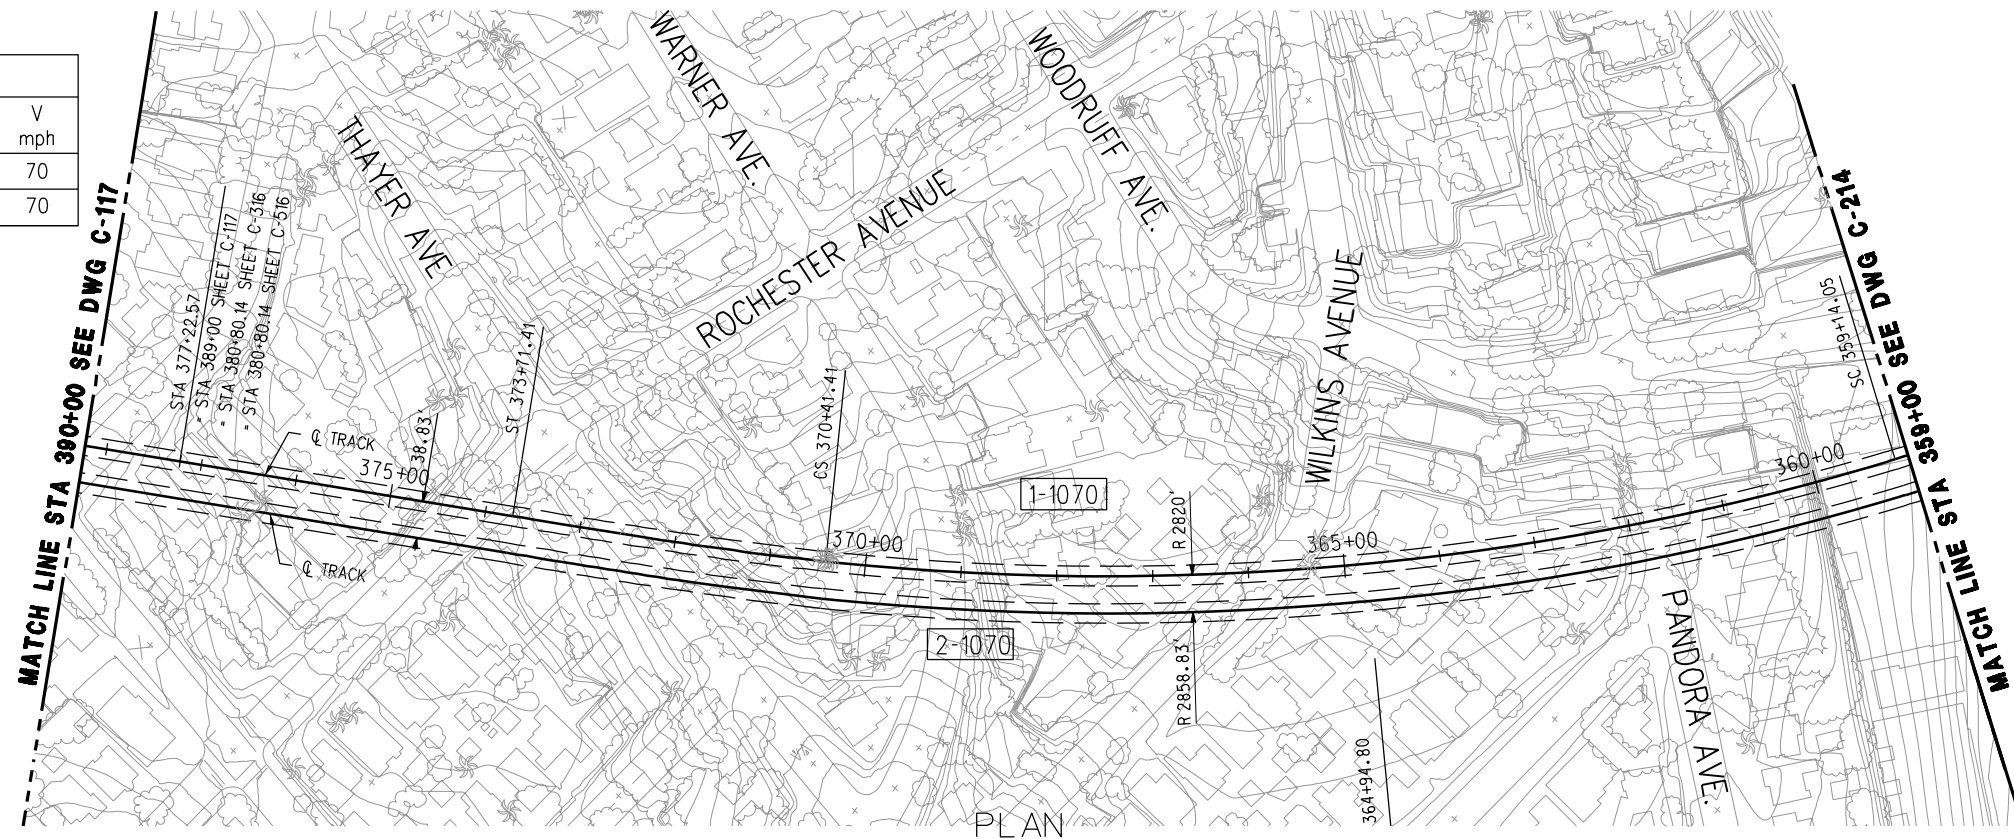 V
mph
70
70
MATCH LINE STA 390+00 SEE DWG C-117
STA 377+22.57
= STA 389+00 SHEET C-117
= STA 380+80.14 SHEET C-316
= STA 380+80.14 SHEET C-516
THAYER AVE
WARNER AVE.
ROCHESTER AVENUE
WOODRUFF AVE.
WILKINS AVENUE
PANDORA AVE.
℄ TRACK
℄ TRACK
375+00
38.83'
ST 373+71.41
CS 370+41.41
370+00
1-1070
2-1070
R 2820'
R 2858.83'
365+00
364+94.80
360+00
SC 359+14.05
MATCH LINE STA 359+00 SEE DWG C-214
PLAN